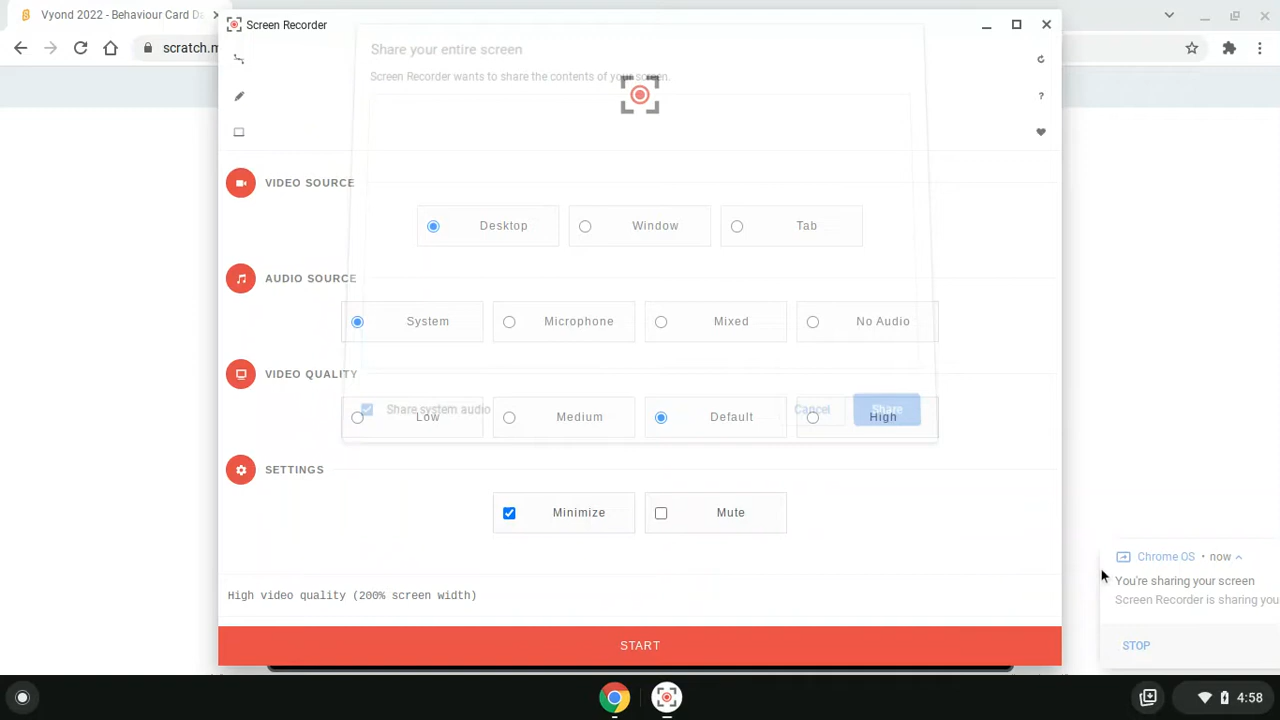 Vyond 2022 - Behaviour Card Da
Screen Recorder
scratch.m
Share your entire screen
Screen Recorder wants to share the contents of your screen.
?
VIDEO SOURCE
Desktop
Window
Tab
AUDIO SOURCE
System
Microphone
Mixed
No Audio
VIDEO QUALITY
Share system audio
Cancel
Share
Low
Medium
Default
High
SETTINGS
Minimize
Mute
Chrome OS • now
You're sharing your screen
Screen Recorder is sharing you
STOP
High video quality (200% screen width)
START
4:58